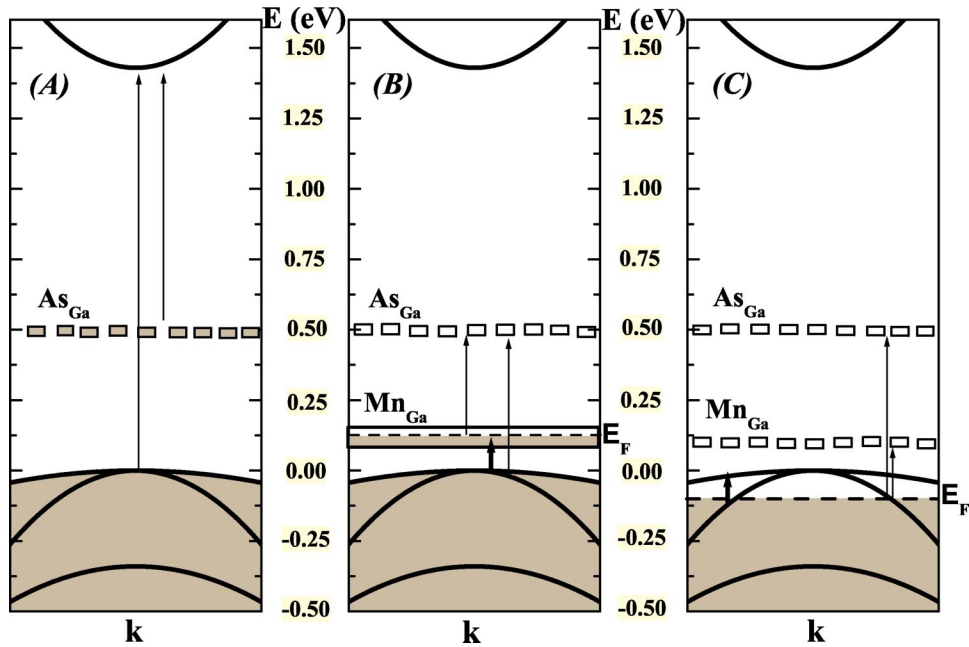 E (eV) E (eV)
(A) (B) (C)
1.50 1.50
1.25 1.25
1.00 1.00
0.75 0.75
As_Ga As_Ga As_Ga
0.50 0.50
Mn_Ga Mn_Ga
0.25 0.25
E_F
0.00 0.00
E_F
-0.25 -0.25
-0.50 -0.50
k k k